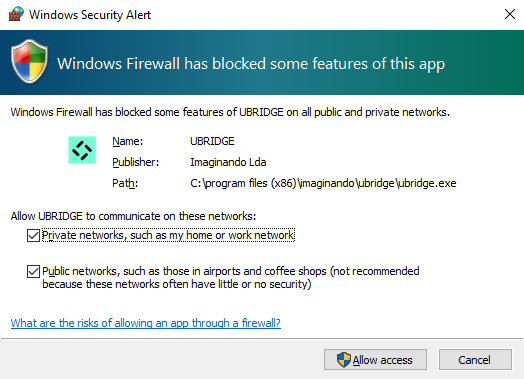 Windows Security Alert
Windows Firewall has blocked some features of this app
Windows Firewall has blocked some features of UBRIDGE on all public and private networks.
Name: UBRIDGE
Publisher: Imaginando Lda
Path: C:\program files (x86)\imaginando\ubridge\ubridge.exe
Allow UBRIDGE to communicate on these networks:
Private networks, such as my home or work network
Public networks, such as those in airports and coffee shops (not recommended
because these networks often have little or no security)
What are the risks of allowing an app through a firewall?
Allow access Cancel